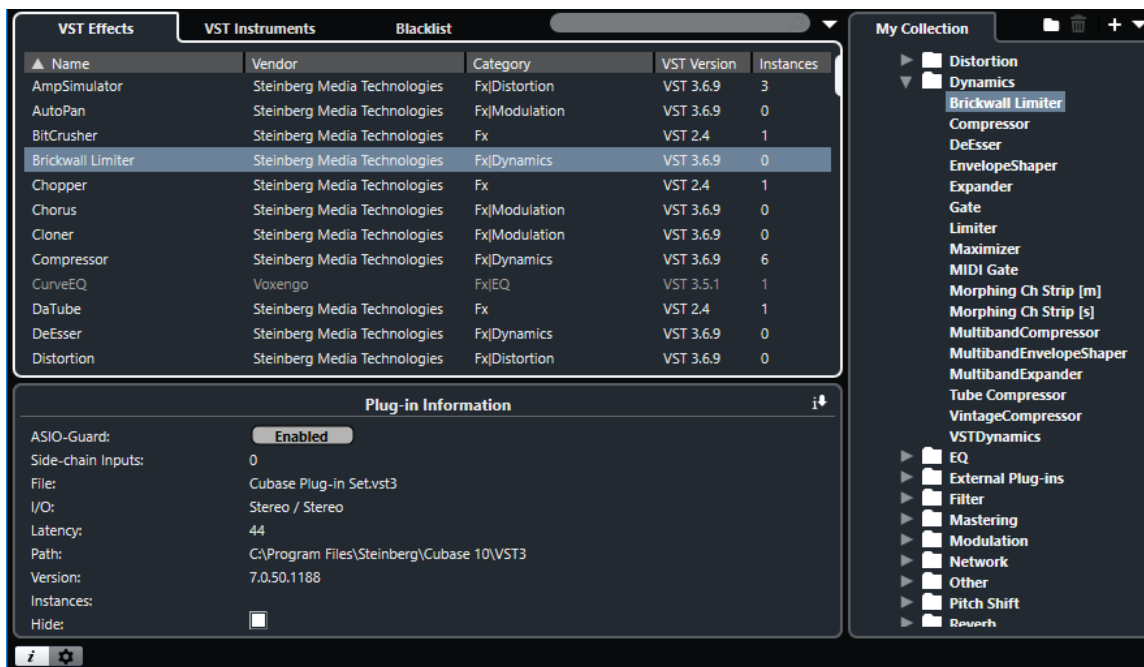 VST Effects VST Instruments Blacklist
Name Vendor Category VST Version Instances
AmpSimulator Steinberg Media Technologies Fx|Distortion VST 3.6.9 3
AutoPan Steinberg Media Technologies Fx|Modulation VST 3.6.9 0
BitCrusher Steinberg Media Technologies Fx VST 2.4 1
Brickwall Limiter Steinberg Media Technologies Fx|Dynamics VST 3.6.9 0
Chopper Steinberg Media Technologies Fx VST 2.4 1
Chorus Steinberg Media Technologies Fx|Modulation VST 3.6.9 0
Cloner Steinberg Media Technologies Fx|Modulation VST 3.6.9 0
Compressor Steinberg Media Technologies Fx|Dynamics VST 3.6.9 6
CurveEQ Voxengo Fx|EQ VST 3.5.1 1
DaTube Steinberg Media Technologies Fx VST 2.4 1
DeEsser Steinberg Media Technologies Fx|Dynamics VST 3.6.9 0
Distortion Steinberg Media Technologies Fx|Distortion VST 3.6.9 0
Plug-in Information
ASIO-Guard: Enabled
Side-chain Inputs: 0
File: Cubase Plug-in Set.vst3
I/O: Stereo / Stereo
Latency: 44
Path: C:\Program Files\Steinberg\Cubase 10\VST3
Version: 7.0.50.1188
Instances:
Hide:
My Collection
Distortion
Dynamics
Brickwall Limiter
Compressor
DeEsser
EnvelopeShaper
Expander
Gate
Limiter
Maximizer
MIDI Gate
Morphing Ch Strip [m]
Morphing Ch Strip [s]
MultibandCompressor
MultibandEnvelopeShaper
MultibandExpander
Tube Compressor
VintageCompressor
VSTDynamics
EQ
External Plug-ins
Filter
Mastering
Modulation
Network
Other
Pitch Shift
Reverb